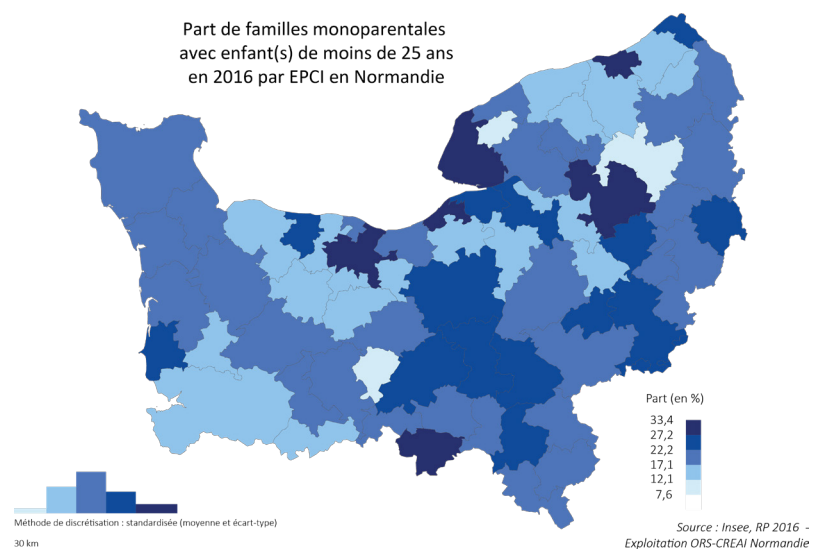 Part de familles monoparentales
avec enfant(s) de moins de 25 ans
en 2016 par EPCI en Normandie
Part (en %)
33,4
27,2
22,2
17,1
12,1
7,6
Méthode de discrétisation : standardisée (moyenne et écart-type)
30 km
Source : Insee, RP 2016 -
Exploitation ORS-CREAI Normandie